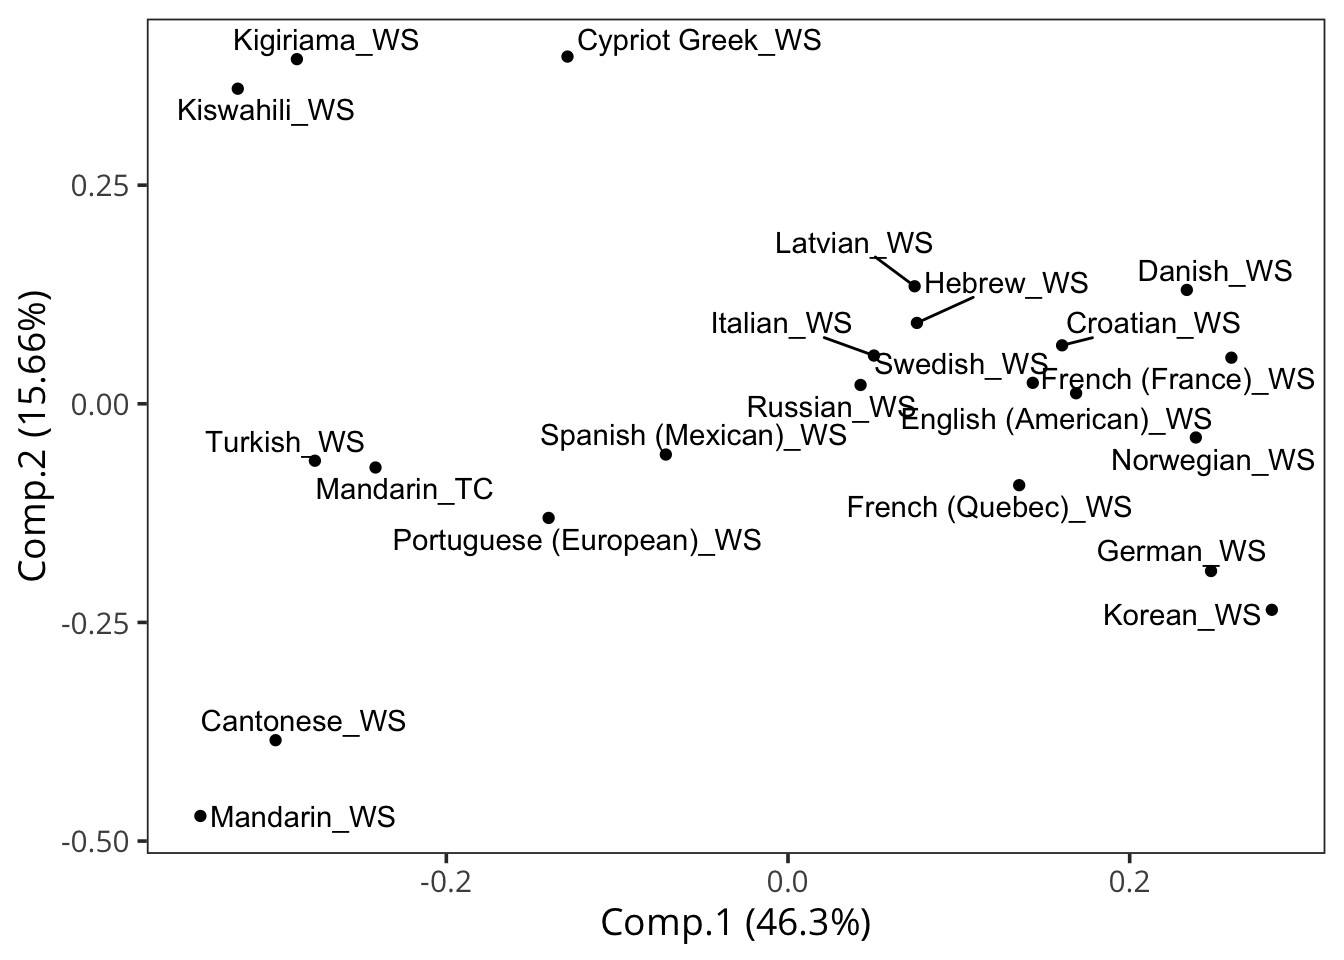 Kigiriama_WS
Cypriot Greek_WS
Kiswahili_WS
0.25
Latvian_WS
Danish_WS
Hebrew_WS
Italian_WS
Croatian_WS
Swedish_WS
French (France)_WS
0.00
Russian_WS
English (American)_WS
Spanish (Mexican)_WS
Turkish_WS
Norwegian_WS
Mandarin_TC
French (Quebec)_WS
Portuguese (European)_WS
German_WS
Korean_WS
-0.25
Cantonese_WS
Mandarin_WS
-0.50
-0.2
0.0
0.2
Comp.1 (46.3%)
Comp.2 (15.66%)